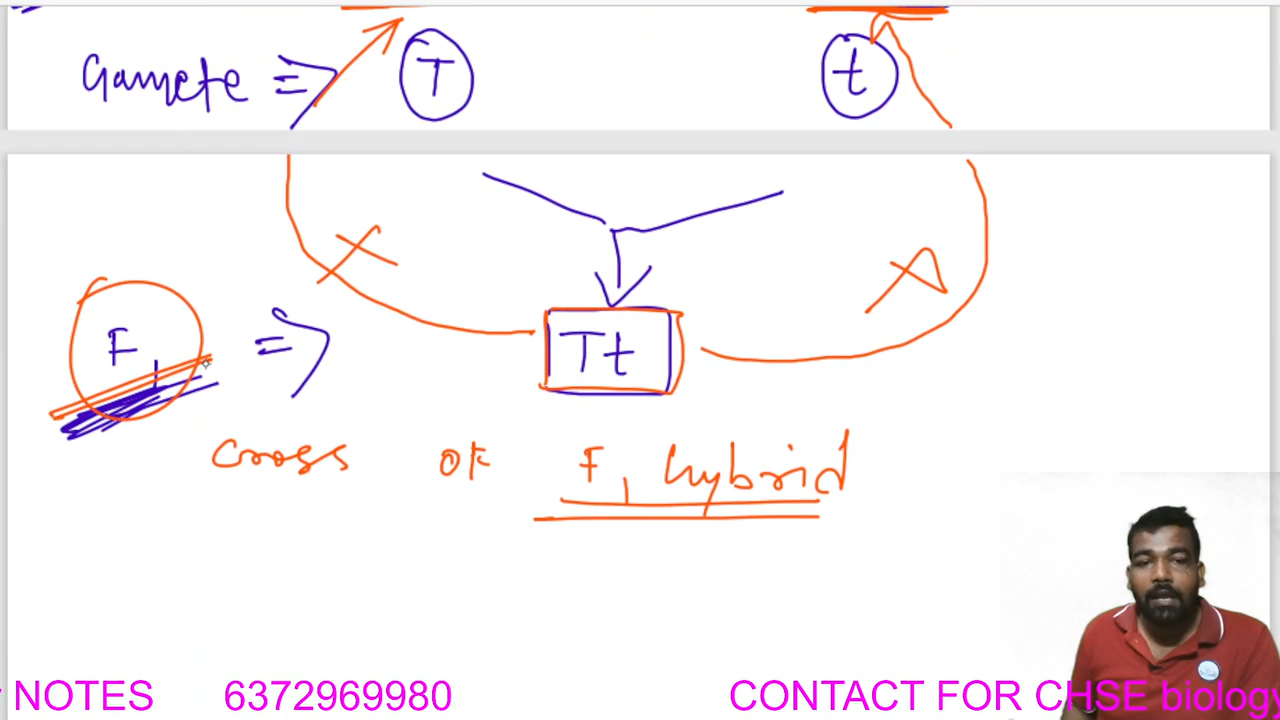 Gamete ⇒ T t
F1 ⇒ Tt
cross of F1 hybrid
NOTES 6372969980 CONTACT FOR CHSE biology